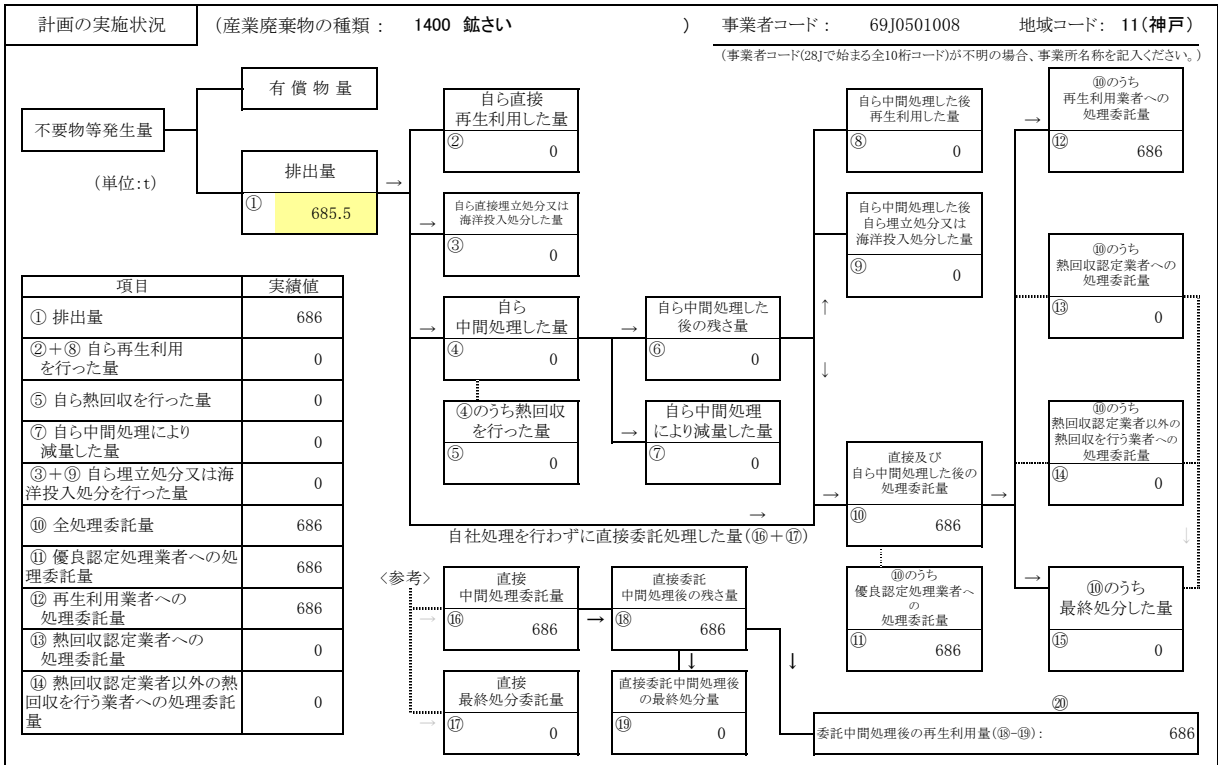 計画の実施状況 (産業廃棄物の種類： 1400 鉱さい ) 事業者コード： 69J0501008 地域コード： 11(神戸)
(事業者コード(28Jで始まる全10桁コード)が不明の場合、事業所名称を記入ください。)
不要物等発生量
(単位:t)
有償物量
排出量
→
① 685.5
自ら直接
再生利用した量
② 0
→
自ら直接埋立処分又は
海洋投入処分した量
③ 0
→
自ら
中間処理した量
④ 0
④のうち熱回収
を行った量
⑤ 0
→
自ら中間処理した
後の残さ量
⑥ 0
→
自ら中間処理
により減量した量
⑦ 0
自ら中間処理した後
再生利用した量
⑧ 0
自ら中間処理した後
自ら埋立処分又は
海洋投入処分した量
⑨ 0
↑
↓
→
直接及び
自ら中間処理した後の
処理委託量
→
⑩ 686
⑩のうち
優良認定処理業者へ
の
処理委託量
⑪ 686
→
⑩のうち
再生利用業者への
処理委託量
⑫ 686
⑩のうち
熱回収認定業者への
処理委託量
⑬ 0
⑩のうち
熱回収認定業者以外の
熱回収を行う業者への
処理委託量
⑭ 0
↓
→
⑩のうち
最終処分した量
⑮ 0
→
自社処理を行わずに直接委託処理した量(⑯＋⑰)
項目 実績値
① 排出量 686
②＋⑧ 自ら再生利用
を行った量 0
⑤ 自ら熱回収を行った量 0
⑦ 自ら中間処理により
減量した量 0
③＋⑨ 自ら埋立処分又は海
洋投入処分を行った量 0
⑩ 全処理委託量 686
⑪ 優良認定処理業者への処
理委託量 686
⑫ 再生利用業者への
処理委託量 686
⑬ 熱回収認定業者への
処理委託量 0
⑭ 熱回収認定業者以外の熱
回収を行う業者への処理委託
量 0
〈参考〉
→
直接
中間処理委託量
⑯ 686
→
直接委託
中間処理後の残さ量
⑱ 686
↓
↓
→
直接
最終処分委託量
⑰ 0
直接委託中間処理後
の最終処分量
⑲ 0
⑳
委託中間処理後の再生利用量(⑱-⑲)： 686